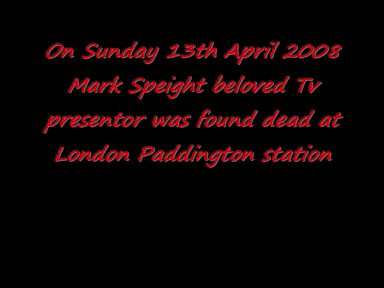 On Sunday 13th April 2008
Mark Speight beloved Tv
presentor was found dead at
London Paddington station